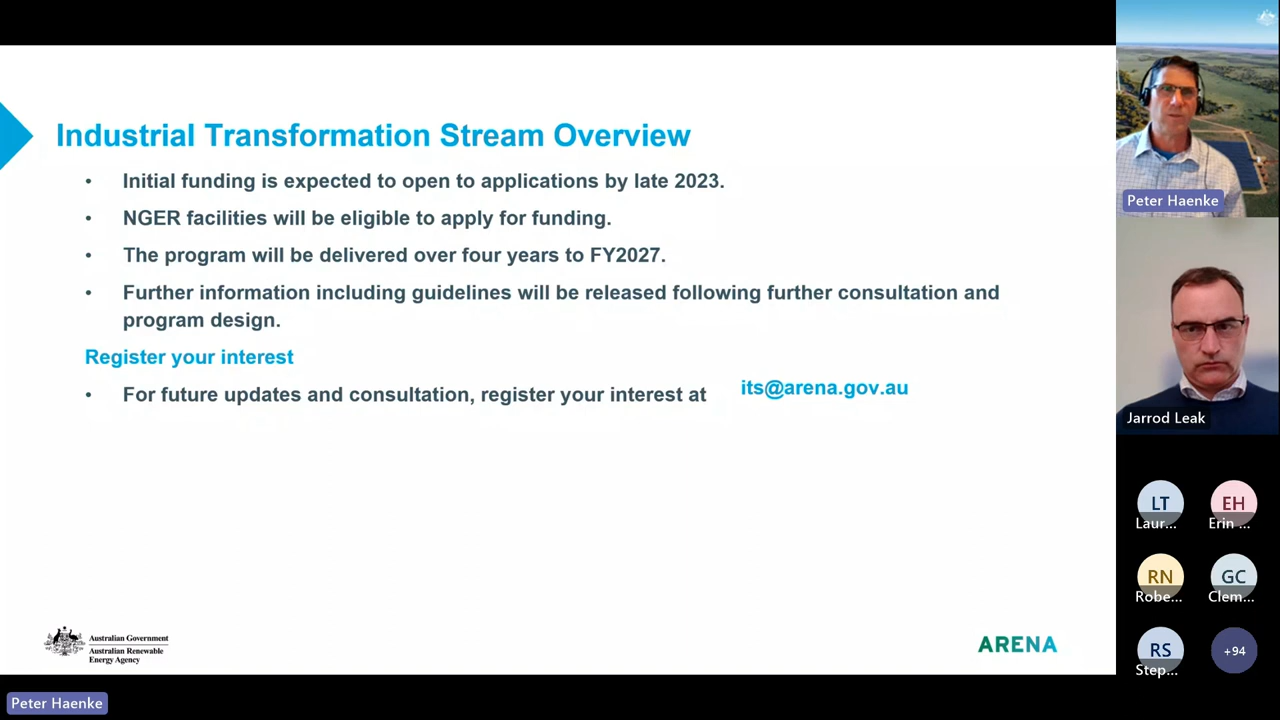 Industrial Transformation Stream Overview
• Initial funding is expected to open to applications by late 2023.
• NGER facilities will be eligible to apply for funding.
• The program will be delivered over four years to FY2027.
• Further information including guidelines will be released following further consultation and
program design.
Register your interest
• For future updates and consultation, register your interest at its@arena.gov.au
Australian Government
Australian Renewable
Energy Agency
ARENA
Peter Haenke
Peter Haenke
Jarrod Leak
LT
Laur...
EH
Erin ...
RN
Robe...
GC
Clem...
RS
Step...
+94